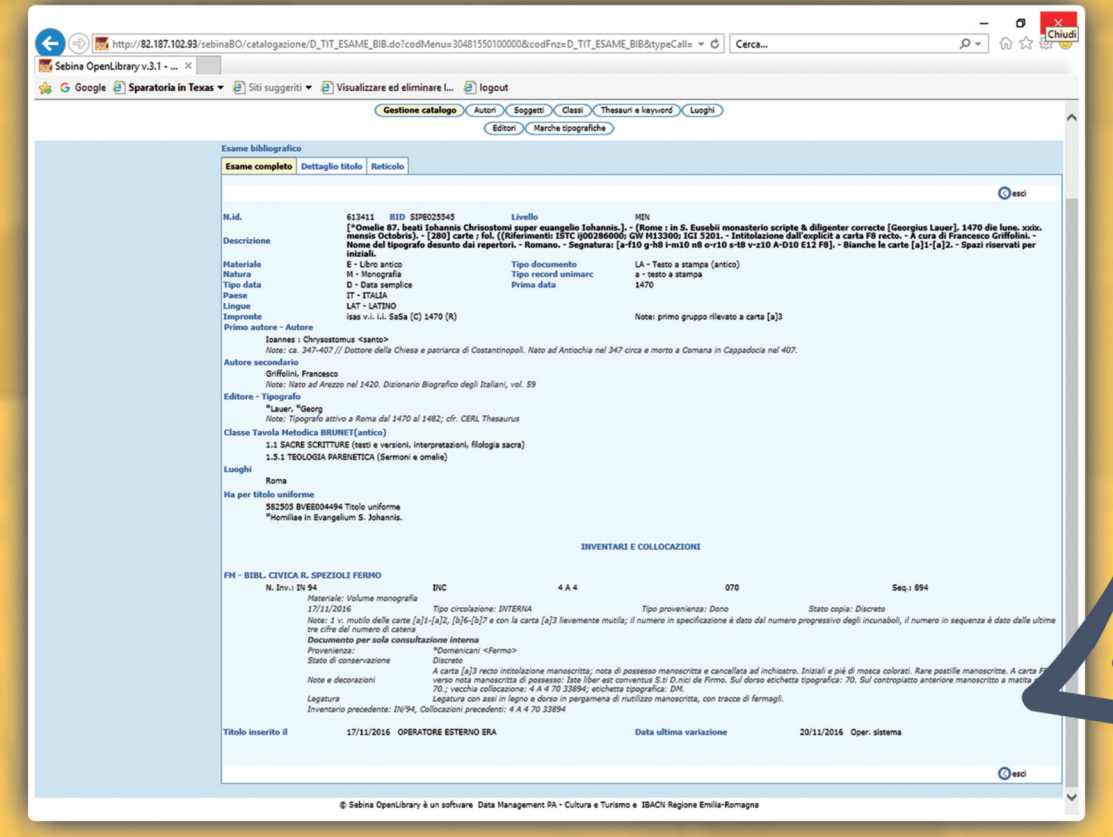 Chiudi
http://82.187.102.93/sebinaBO/catalogazione/D_TIT_ESAME_BIB.do?codMenu=30481550100000&codFnz=D_TIT_ESAME_BIB&typeCall= Cerca...
Sebina OpenLibrary v.3.1 - ... ×
Google Sparatoria in Texas Siti suggeriti Visualizzare ed eliminare l... logout
Gestione catalogo Autori Soggetti Classi Thesauri e keyword Luoghi
Editori Marche tipografiche
Esame bibliografico
Esame completo Dettaglio titolo Reticolo
esci
N.id. 613411 BID SIPE025545 Livello MIN
Descrizione [*Omelie 87. beati Iohannis Chrisostomi super euangelio Iohannis.]. - (Rome : in S. Eusebii monasterio scripte & diligenter correcte [Georgius Lauer], 1470 die lune. xxix.
mensis Octobris). - [280] carte ; fol. ((Riferimenti: ISTC ij00286000; GW M13300; IGI 5201. - Intitolazione dall'explicit a carta F8 recto. - A cura di Francesco Griffolini. -
Nome del tipografo desunto dai repertori. - Romano. - Segnatura: [a-f10 g-h8 i-m10 n8 o-r10 s-t8 v-z10 A-D10 E12 F8]. - Bianche le carte [a]1-[a]2. - Spazi riservati per
iniziali.
Materiale E - Libro antico Tipo documento LA - Testo a stampa (antico)
Natura M - Monografia Tipo record unimarc a - testo a stampa
Tipo data D - Data semplice Prima data 1470
Paese IT - ITALIA
Lingue LAT - LATINO
Impronte isas v.i. i.i. SaSa (C) 1470 (R) Note: primo gruppo rilevato a carta [a]3
Primo autore - Autore
Ioannes : Chrysostomus <santo>
Note: ca. 347-407 // Dottore della Chiesa e patriarca di Costantinopoli. Nato ad Antiochia nel 347 circa e morto a Comana in Cappadocia nel 407.
Autore secondario
Griffolini, Francesco
Note: Nato ad Arezzo nel 1420. Dizionario Biografico degli Italiani, vol. 59
Editore - Tipografo
*Lauer, *Georg
Note: Tipografo attivo a Roma dal 1470 al 1482; cfr. CERL Thesaurus
Classe Tavola Metodica BRUNET(antico)
1.1 SACRE SCRITTURE (testi e versioni, interpretazioni, filologia sacra)
1.5.1 TEOLOGIA PARENETICA (Sermoni e omelie)
Luoghi
Roma
Ha per titolo uniforme
582505 BVEE004494 Titolo uniforme
*Homiliae in Evangelium S. Johannis.
INVENTARI E COLLOCAZIONI
FM - BIBL. CIVICA R. SPEZIOLI FERMO
N. Inv.: IN 94 INC 4 A 4 070 Seq.: 894
Materiale: Volume monografia
17/11/2016 Tipo circolazione: INTERNA Tipo provenienza: Dono Stato copia: Discreto
Note: 1 v. mutilo delle carte [a]1-[a]2, [b]6-[b]7 e con la carta [a]3 lievemente mutila; il numero in specificazione è dato dal numero progressivo degli incunaboli, il numero in sequenza è dato dalle ultime
tre cifre del numero di catena
Documento per sola consultazione interna
Provenienza: *Domenicani <Fermo>
Stato di conservazione Discreto
Note e decorazioni A carta [a]3 recto intitolazione manoscritta; nota di possesso manoscritta e cancellata ad inchiostro. Iniziali e piè di mosca colorati. Rare postille manoscritte. A carta
verso nota manoscritta di possesso: Iste liber est conventus S.ti D.nici de Firmo. Sul dorso etichetta tipografica: 70. Sul contropiatto anteriore manoscritto a matita
70.; vecchia collocazione: 4 A 4 70 33894; etichetta tipografica: DM.
Legatura Legatura con assi in legno e dorso in pergamena di riutilizzo manoscritta, con tracce di fermagli.
Inventario precedente: IN/94, Collocazioni precedenti: 4 A 4 70 33894
Titolo inserito il 17/11/2016 OPERATORE ESTERNO ERA Data ultima variazione 20/11/2016 Oper. sistema
esci
© Sebina OpenLibrary è un software Data Management PA - Cultura e Turismo e IBACN Regione Emilia-Romagna